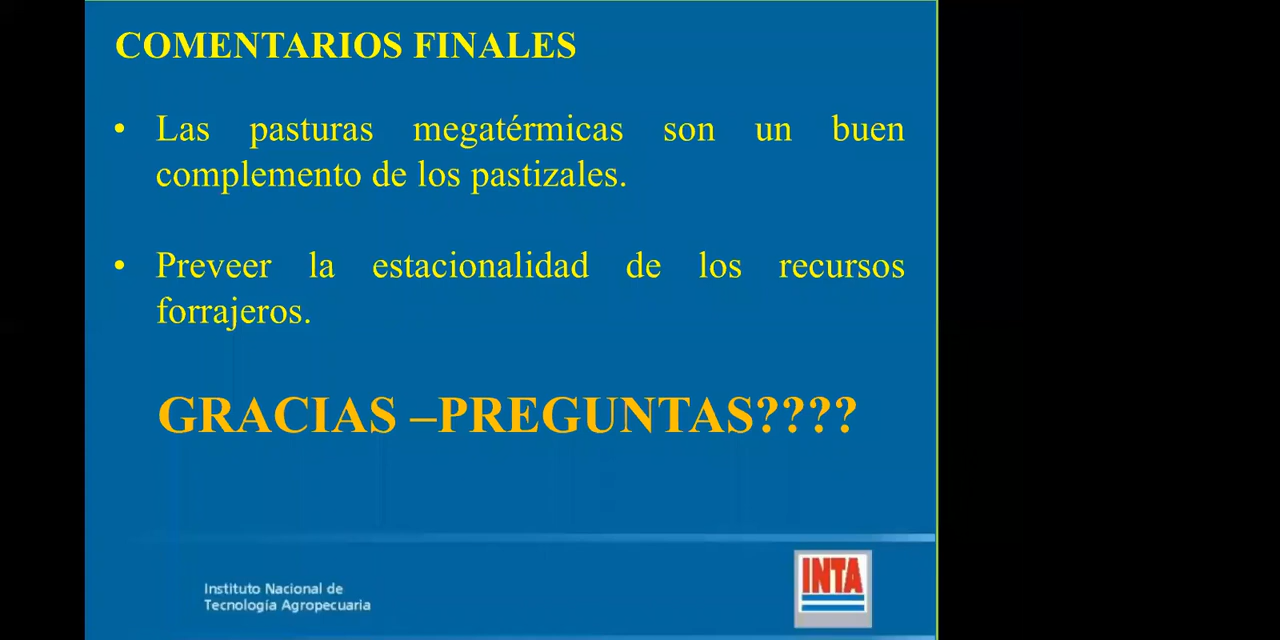 COMENTARIOS FINALES
• Las pasturas megatérmicas son un buen
complemento de los pastizales.
• Preveer la estacionalidad de los recursos
forrajeros.
GRACIAS –PREGUNTAS????
Instituto Nacional de
Tecnología Agropecuaria
INTA